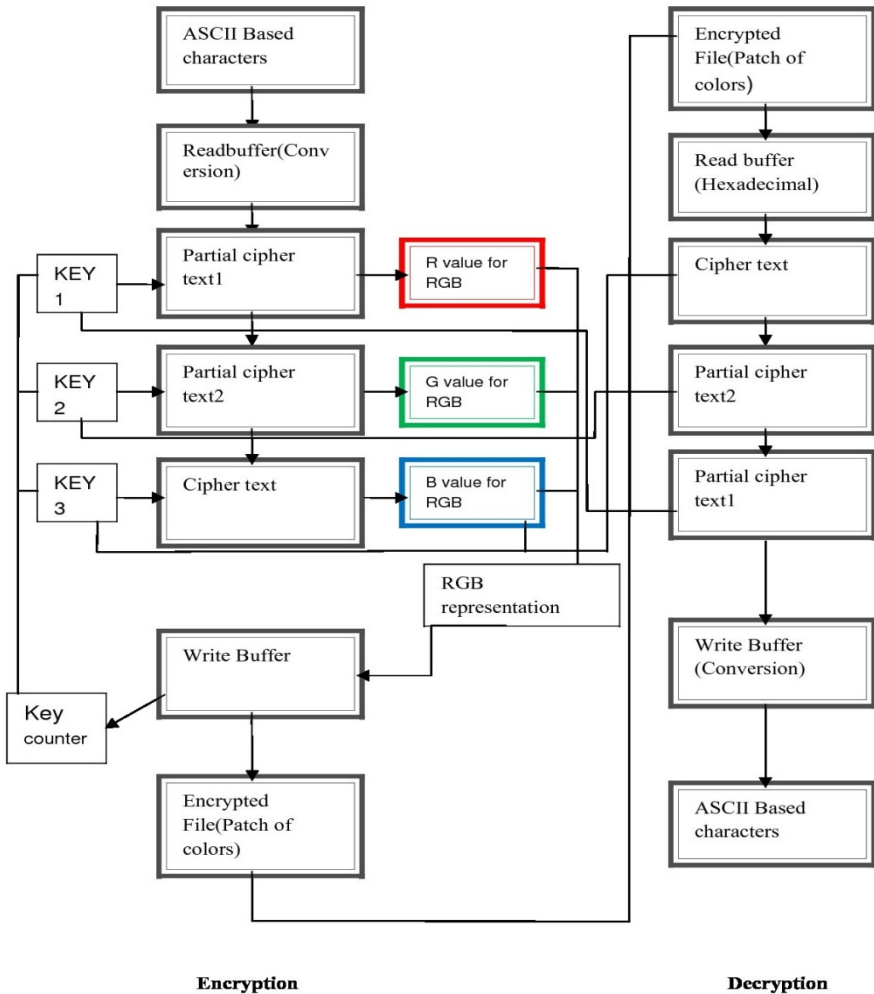 ASCII Based
characters
Readbuffer(Conv
ersion)
KEY
1
Partial cipher
text1
R value for
RGB
KEY
2
Partial cipher
text2
G value for
RGB
KEY
3
Cipher text
B value for
RGB
RGB
representation
Write Buffer
Key
counter
Encrypted
File(Patch of
colors)
Encryption
Encrypted
File(Patch of
colors)
Read buffer
(Hexadecimal)
Cipher text
Partial cipher
text2
Partial cipher
text1
Write Buffer
(Conversion)
ASCII Based
characters
Decryption